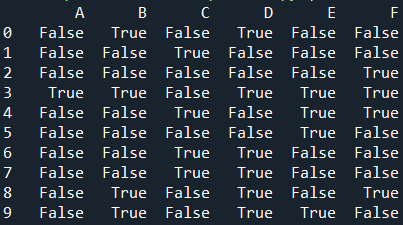 A B C D E F
0 False True False True False False
1 False False True False False False
2 False False False False False True
3 True True False True True True
4 False False True False True True
5 False False False False True False
6 False False True True False False
7 False False True True False False
8 False True False True False True
9 False True False True True False